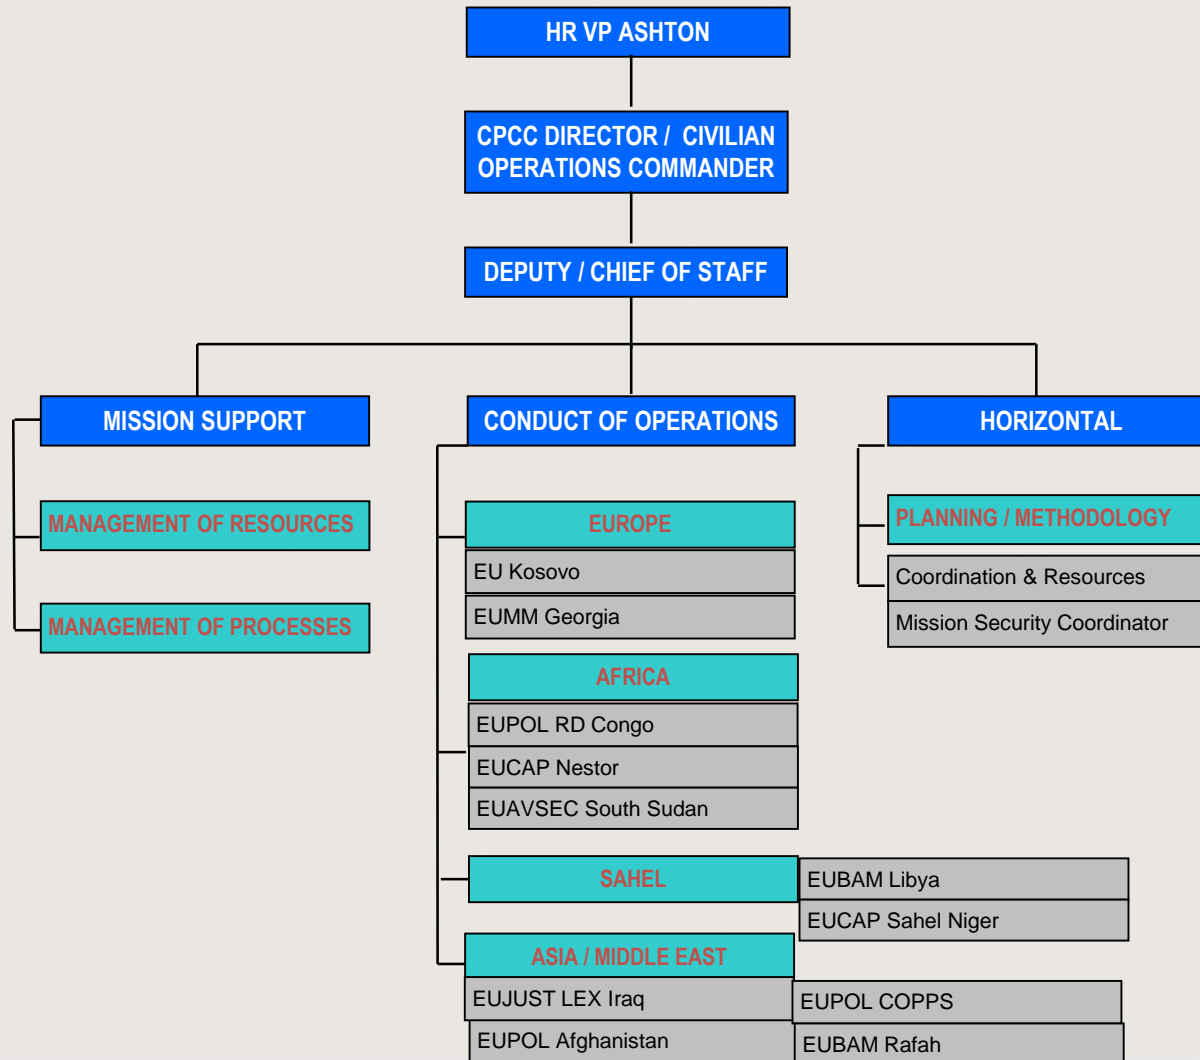 HR VP ASHTON
CPCC DIRECTOR / CIVILIAN
OPERATIONS COMMANDER
DEPUTY / CHIEF OF STAFF
MISSION SUPPORT
MANAGEMENT OF RESOURCES
MANAGEMENT OF PROCESSES
CONDUCT OF OPERATIONS
EUROPE
EU Kosovo
EUMM Georgia
AFRICA
EUPOL RD Congo
EUCAP Nestor
EUAVSEC South Sudan
SAHEL
EUBAM Libya
EUCAP Sahel Niger
ASIA / MIDDLE EAST
EUJUST LEX Iraq
EUPOL COPPS
EUPOL Afghanistan
EUBAM Rafah
HORIZONTAL
PLANNING / METHODOLOGY
Coordination & Resources
Mission Security Coordinator